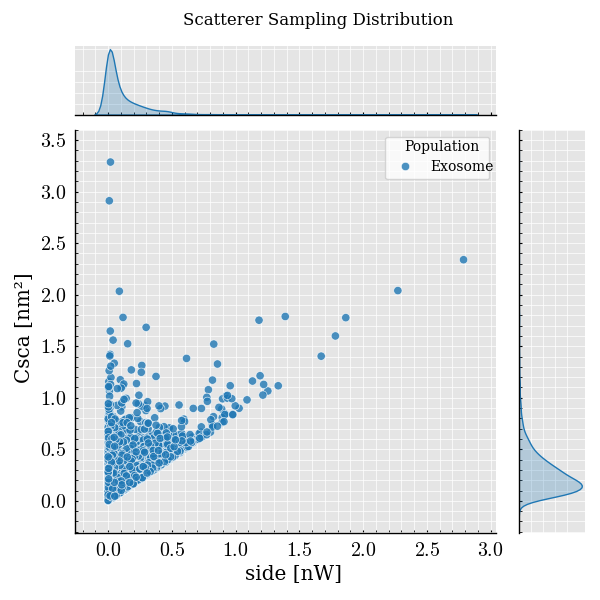 Scatterer Sampling Distribution
Population
Exosome
Csca [nm²]
3.5
3.0
2.5
2.0
1.5
1.0
0.5
0.0
0.0 0.5 1.0 1.5 2.0 2.5 3.0
side [nW]